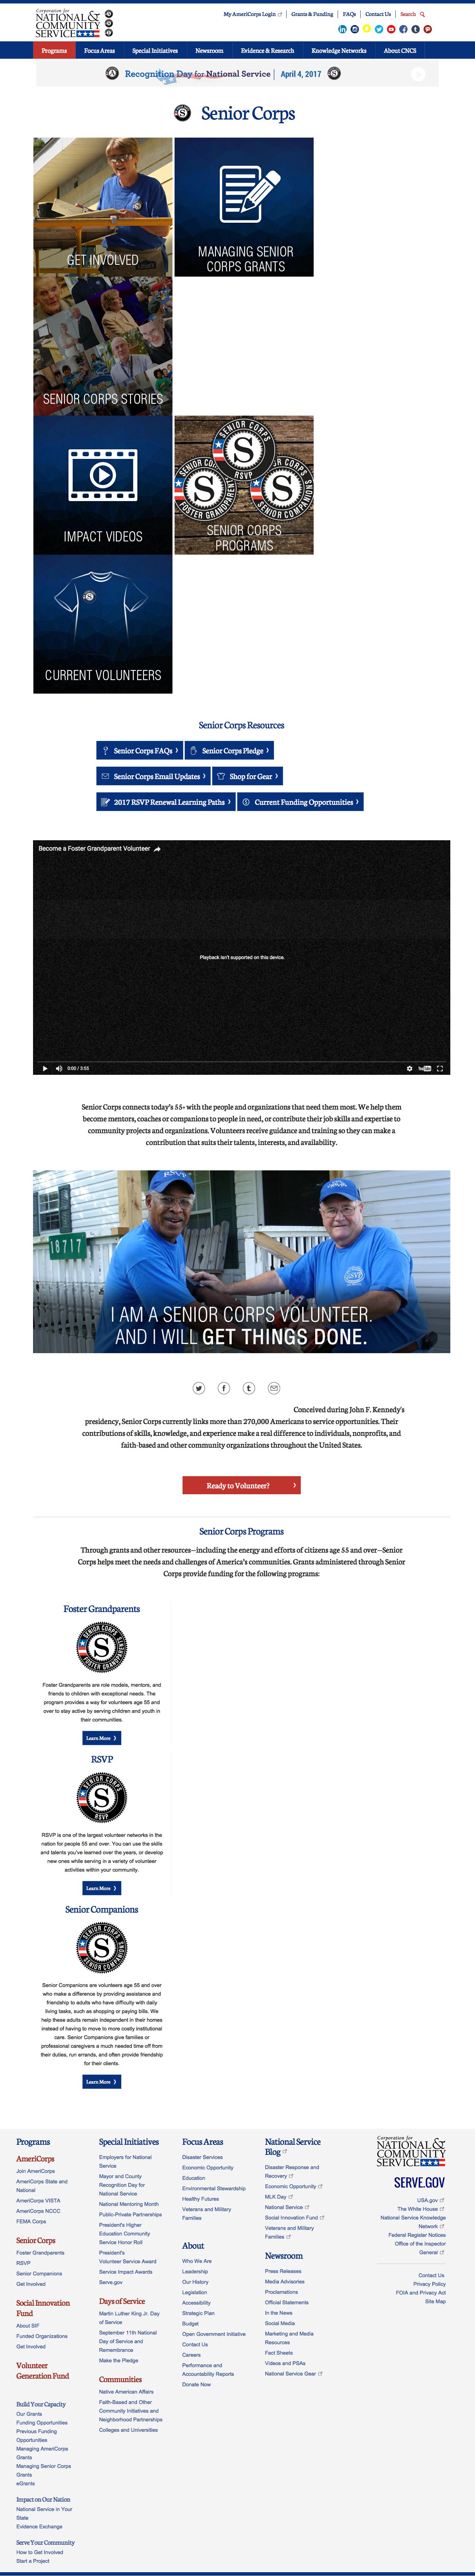 Corporation for
NATIONAL &
COMMUNITY
SERVICE
My AmeriCorps Login
Grants & Funding
FAQs
Contact Us
Search
Programs
Focus Areas
Special Initiatives
Newsroom
Evidence & Research
Knowledge Networks
About CNCS
Recognition Day for National Service | April 4, 2017
Senior Corps
GET INVOLVED
MANAGING SENIOR
CORPS GRANTS
SENIOR CORPS STORIES
IMPACT VIDEOS
SENIOR CORPS
PROGRAMS
CURRENT VOLUNTEERS
Senior Corps Resources
Senior Corps FAQs
Senior Corps Pledge
Senior Corps Email Updates
Shop for Gear
2017 RSVP Renewal Learning Paths
Current Funding Opportunities
Become a Foster Grandparent Volunteer
Playback isn't supported on this device.
0:00 / 3:55
Senior Corps connects today's 55+ with the people and organizations that need them most. We help them
become mentors, coaches or companions to people in need, or contribute their job skills and expertise to
community projects and organizations. Volunteers receive guidance and training so they can make a
contribution that suits their talents, interests, and availability.
18717
RSVP
I AM A SENIOR CORPS VOLUNTEER.
AND I WILL GET THINGS DONE.
Conceived during John F. Kennedy's
presidency, Senior Corps currently links more than 270,000 Americans to service opportunities. Their
contributions of skills, knowledge, and experience make a real difference to individuals, nonprofits, and
faith-based and other community organizations throughout the United States.
Ready to Volunteer?
Senior Corps Programs
Through grants and other resources—including the energy and efforts of citizens age 55 and over—Senior
Corps helps meet the needs and challenges of America's communities. Grants administered through Senior
Corps provide funding for the following programs:
Foster Grandparents
SENIOR CORPS
S
FOSTER GRANDPARENTS
Foster Grandparents are role models, mentors, and
friends to children with exceptional needs. The
program provides a way for volunteers age 55 and
over to stay active by serving children and youth in
their communities.
Learn More
RSVP
SENIOR CORPS
S
RSVP
RSVP is one of the largest volunteer networks in the
nation for people 55 and over. You can use the skills
and talents you've learned over the years, or develop
new ones while serving in a variety of volunteer
activities within your community.
Learn More
Senior Companions
SENIOR CORPS
S
SENIOR COMPANIONS
Senior Companions are volunteers age 55 and over
who make a difference by providing assistance and
friendship to adults who have difficulty with daily
living tasks, such as shopping or paying bills. We
help these adults remain independent in their homes
instead of having to move to more costly institutional
care. Senior Companions give families or
professional caregivers a much needed time off from
their duties, run errands, and often provide friendship
for their clients.
Learn More
Programs
AmeriCorps
Join AmeriCorps
AmeriCorps State and
National
AmeriCorps VISTA
AmeriCorps NCCC
FEMA Corps
Senior Corps
Foster Grandparents
RSVP
Senior Companions
Get Involved
Social Innovation
Fund
About SIF
Funded Organizations
Get Involved
Volunteer
Generation Fund
Build Your Capacity
Our Grants
Funding Opportunities
Previous Funding
Opportunities
Managing AmeriCorps
Grants
Managing Senior Corps
Grants
eGrants
Impact on Our Nation
National Service in Your
State
Evidence Exchange
Serve Your Community
How to Get Involved
Start a Project
Special Initiatives
Employers for National
Service
Mayor and County
Recognition Day for
National Service
National Mentoring Month
Public-Private Partnerships
President's Higher
Education Community
Service Honor Roll
President's
Volunteer Service Award
Service Impact Awards
Serve.gov
Days of Service
Martin Luther King Jr. Day
of Service
September 11th National
Day of Service and
Remembrance
Make the Pledge
Communities
Native American Affairs
Faith-Based and Other
Community Initiatives and
Neighborhood Partnerships
Colleges and Universities
Focus Areas
Disaster Services
Economic Opportunity
Education
Environmental Stewardship
Healthy Futures
Veterans and Military
Families
About
Who We Are
Leadership
Our History
Legislation
Accessibility
Strategic Plan
Budget
Open Government Initiative
Contact Us
Careers
Performance and
Accountability Reports
Donate Now
National Service
Blog
Disaster Response and
Recovery
Economic Opportunity
MLK Day
National Service
Social Innovation Fund
Veterans and Military
Families
Newsroom
Press Releases
Media Advisories
Proclamations
Official Statements
In the News
Social Media
Marketing and Media
Resources
Fact Sheets
Videos and PSAs
National Service Gear
Corporation for
NATIONAL &
COMMUNITY
SERVICE
SERVE.GOV
USA.gov
The White House
National Service Knowledge
Network
Federal Register Notices
Office of the Inspector
General
Contact Us
Privacy Policy
FOIA and Privacy Act
Site Map